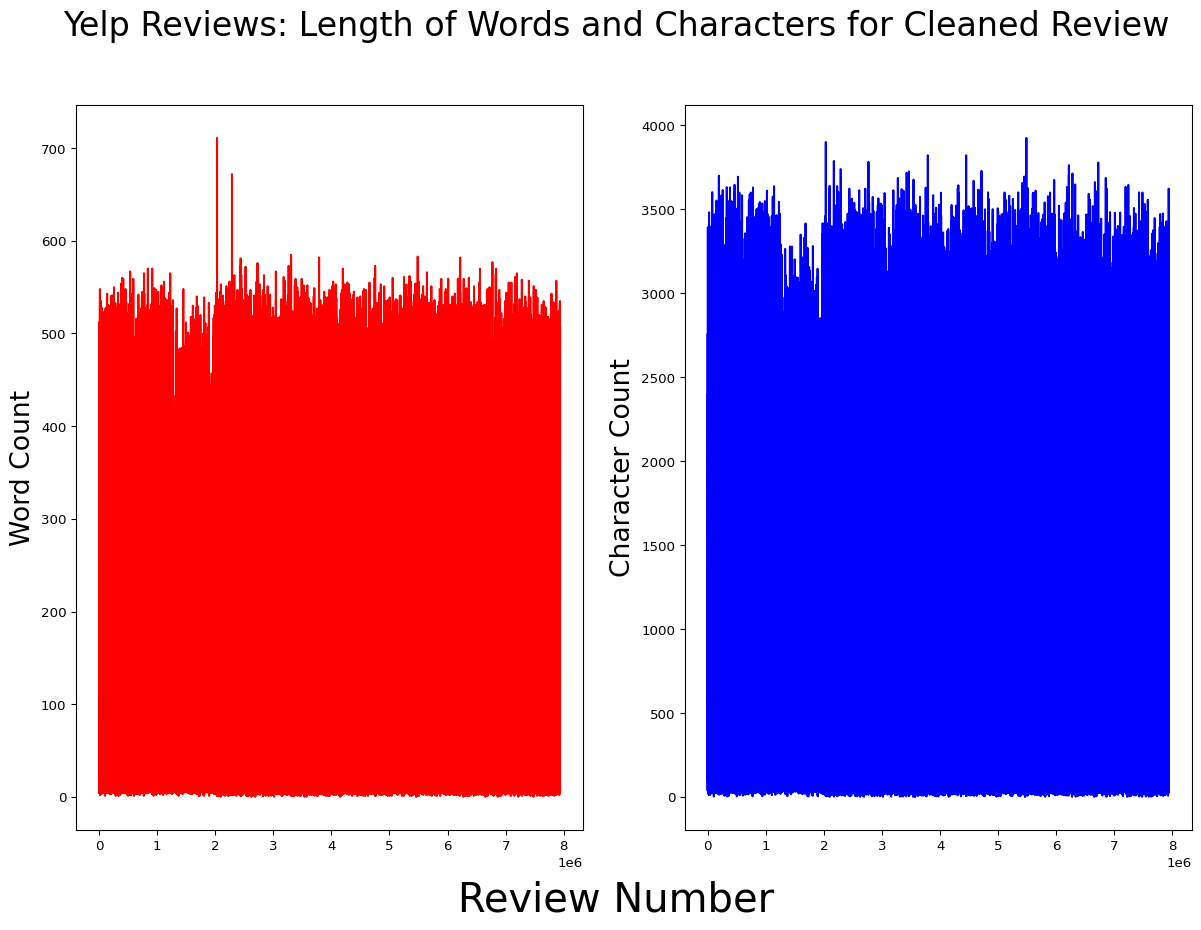 Yelp Reviews: Length of Words and Characters for Cleaned Review
Word Count
700
600
500
400
300
200
100
0
0 1 2 3 4 5 6 7 8
1e6
Character Count
4000
3500
3000
2500
2000
1500
1000
500
0
0 1 2 3 4 5 6 7 8
1e6
Review Number